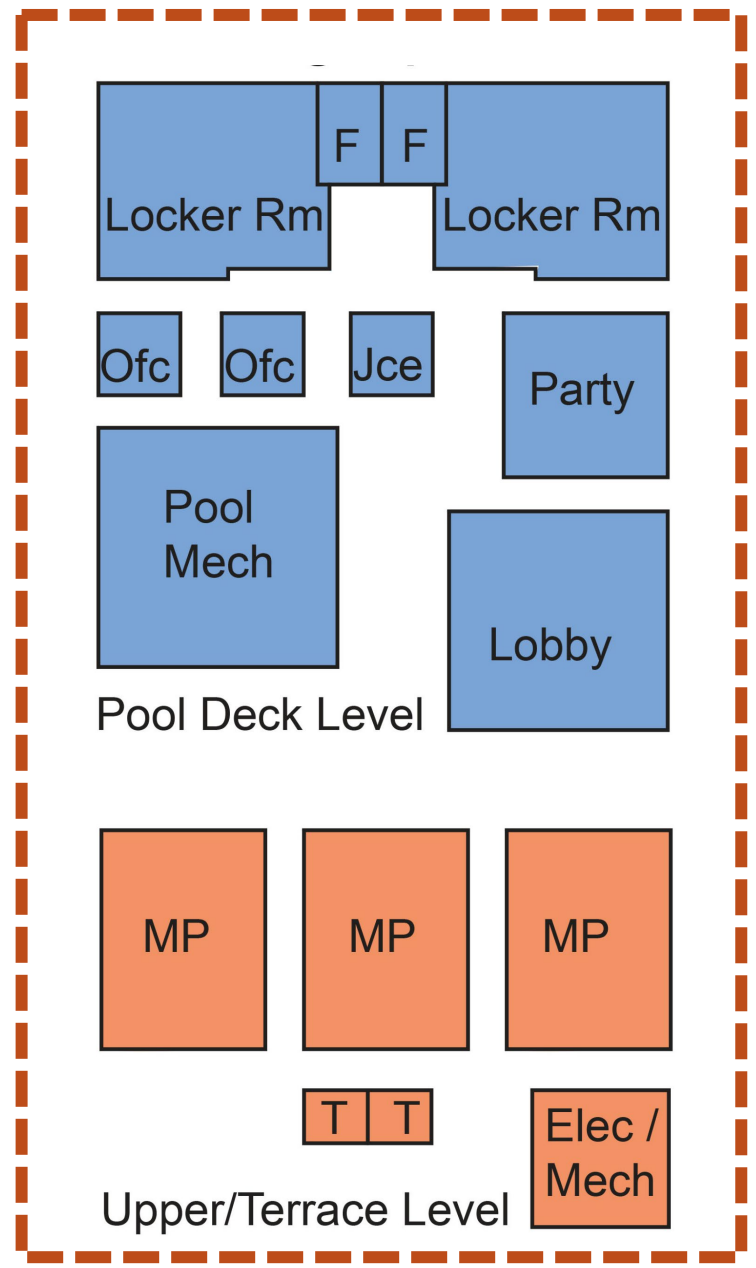 F F
Locker Rm Locker Rm
Ofc Ofc Jce Party
Pool
Mech
Lobby
Pool Deck Level
MP MP MP
T T
Elec /
Mech
Upper/Terrace Level